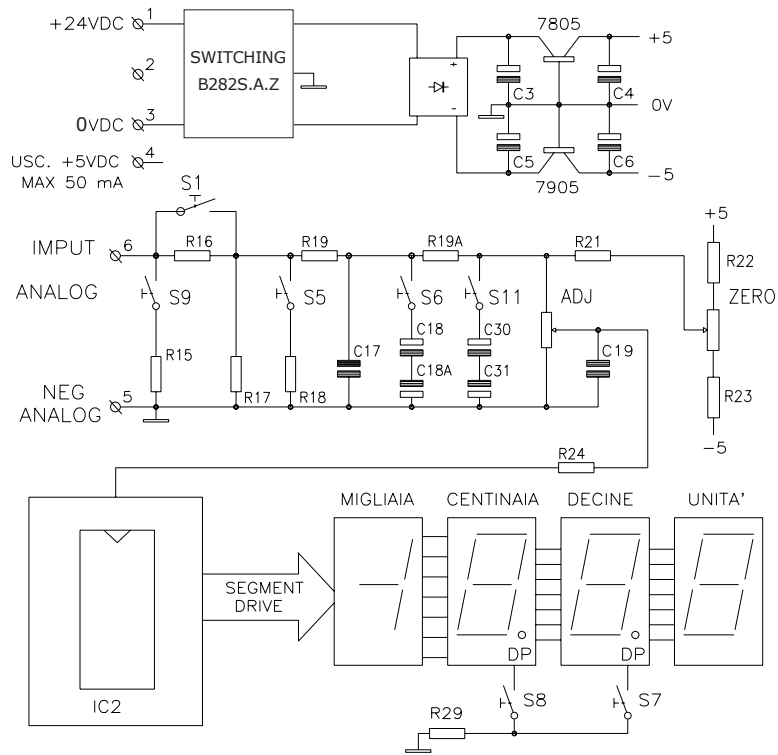 +24VDC 1
SWITCHING
B282S.A.Z
2
0VDC 3
USC. +5VDC 4
MAX 50 mA
+
-
7805
+5
C3
C4
0V
C5
C6
7905
-5
S1
IMPUT 6
R16
R19
R19A
R21
+5
R22
ANALOG
S9
S5
S6
S11
ADJ
ZERO
C18
C30
C17
C19
R15
C18A
C31
NEG
ANALOG 5
R17
R18
R23
-5
R24
MIGLIAIA
CENTINAIA
DECINE
UNITA'
SEGMENT
DRIVE
DP
DP
IC2
S8
S7
R29